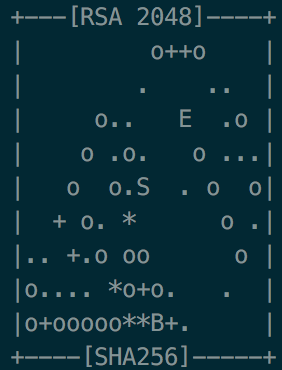 +---[RSA 2048]----+
|         o++o    |
|        .    ..  |
|     o..   E  .o |
|    o .o.   o ...|
|   o  o.S  . o  o|
|  + o. *      o .|
|.. +.o oo      o |
|o.... *o+o.   .  |
|o+ooooo**B+.     |
+----[SHA256]-----+